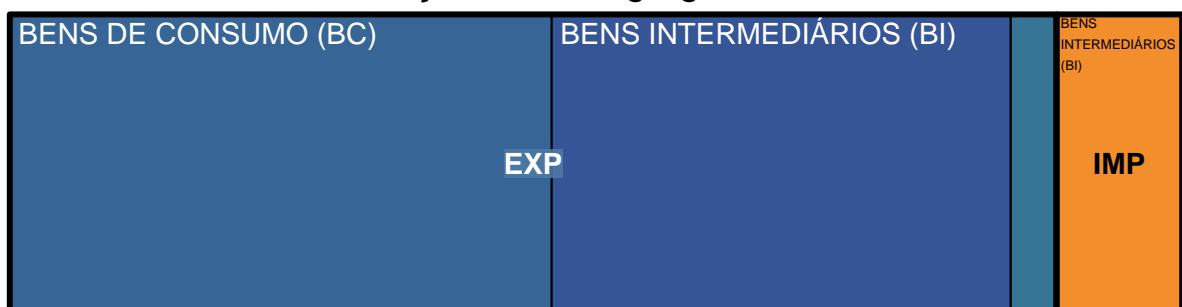 BENS DE CONSUMO (BC)
BENS INTERMEDIÁRIOS (BI)
BENS
INTERMEDIÁRIOS
(BI)
EXP
IMP